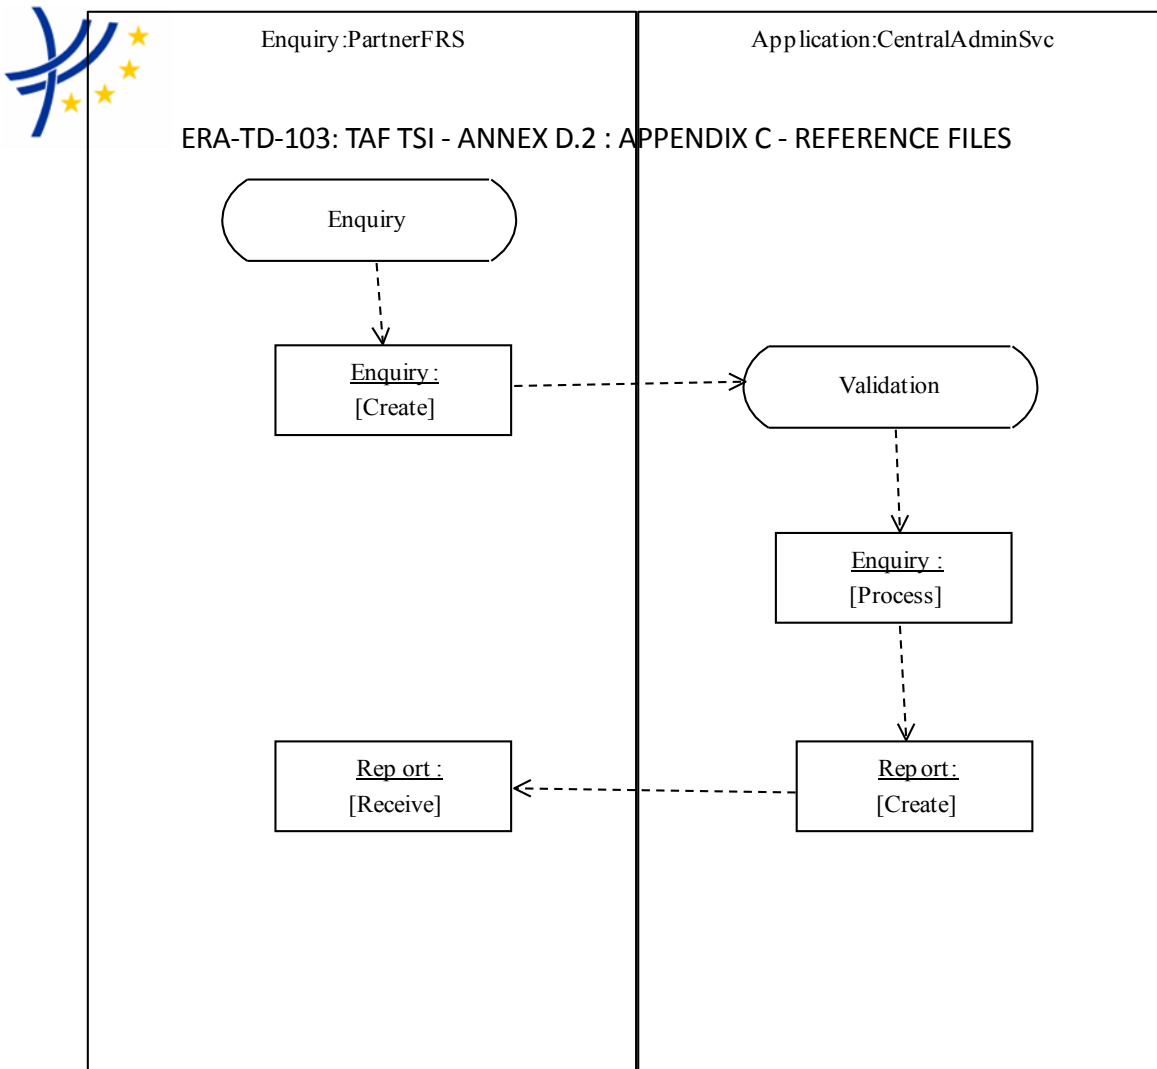 Enquiry:PartnerFRS
Application:CentralAdminSvc
ERA-TD-103: TAF TSI - ANNEX D.2 : APPENDIX C - REFERENCE FILES
Enquiry
Enquiry:
[Create]
Validation
Enquiry:
[Process]
Report:
[Receive]
Report:
[Create]